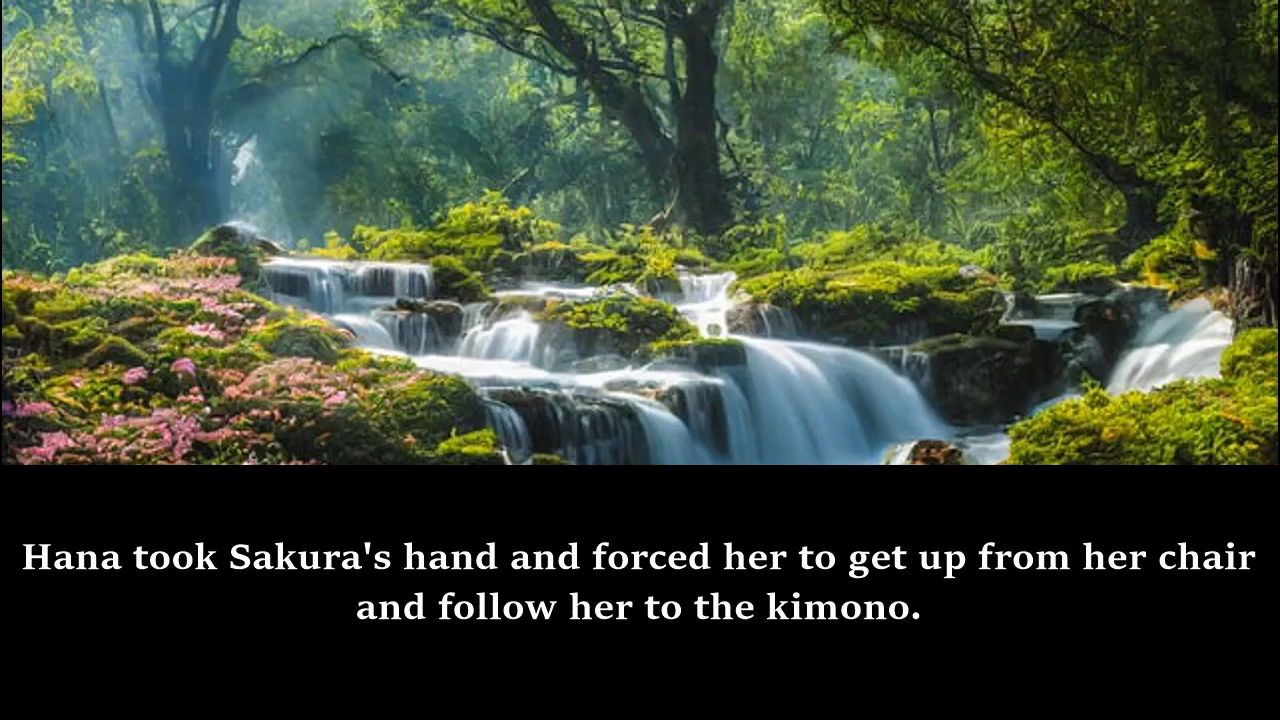 Hana took Sakura's hand and forced her to get up from her chair
and follow her to the kimono.